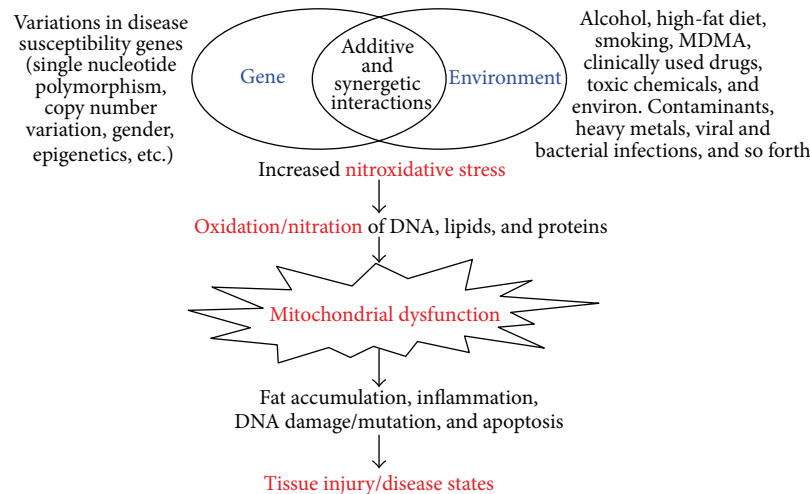 Variations in disease
susceptibility genes
(single nucleotide
polymorphism,
copy number
variation, gender,
epigenetics, etc.)
Gene
Additive
and
synergetic
interactions
Environment
Alcohol, high-fat diet,
smoking, MDMA,
clinically used drugs,
toxic chemicals, and
environ. Contaminants,
heavy metals, viral and
bacterial infections, and so forth
Increased nitroxidative stress
Oxidation/nitration of DNA, lipids, and proteins
Mitochondrial dysfunction
Fat accumulation, inflammation,
DNA damage/mutation, and apoptosis
Tissue injury/disease states